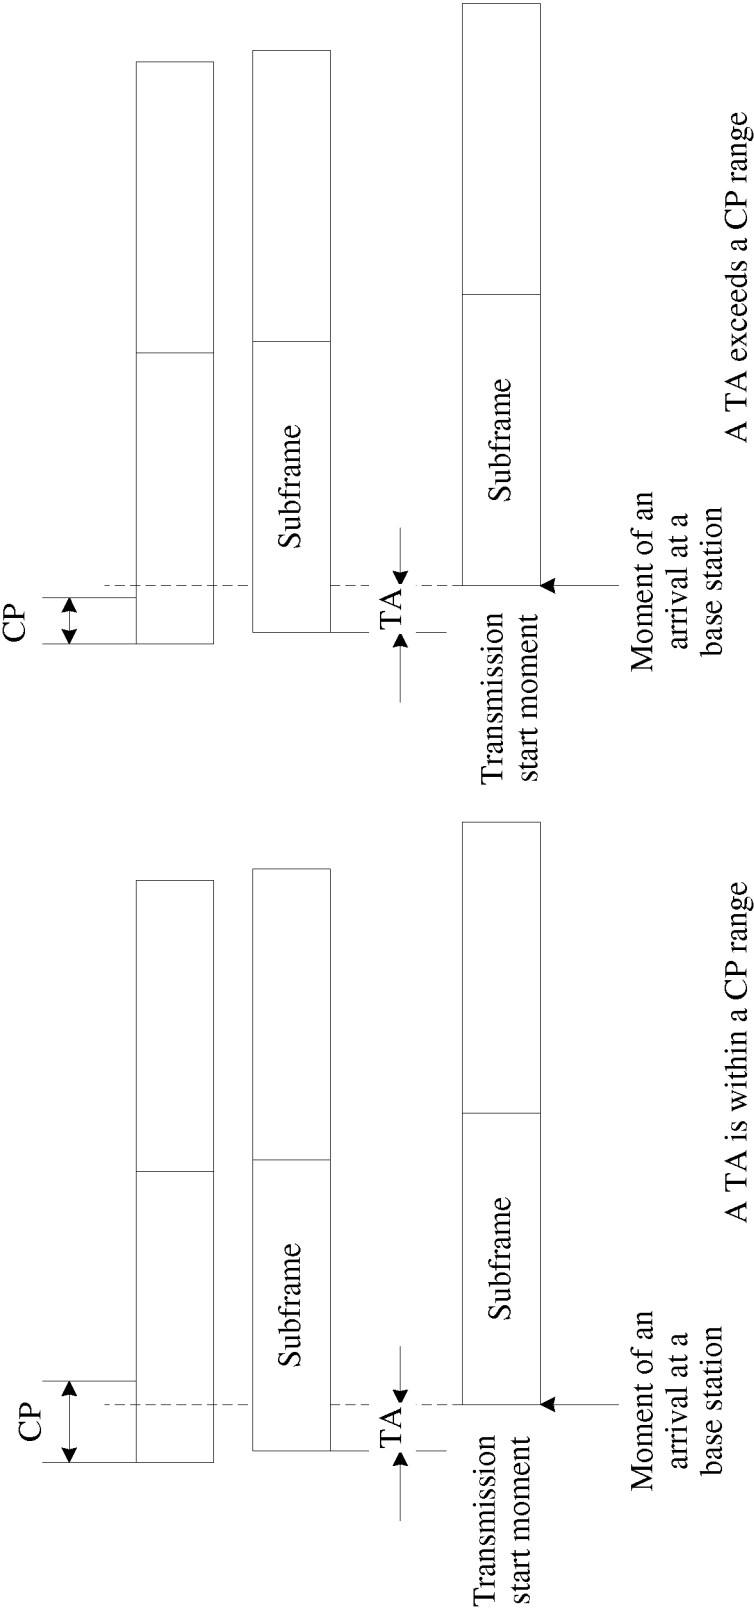 CP
Subframe
TA
Subframe
Transmission
start moment
Moment of an
arrival at a
base station
A TA is within a CP range
CP
Subframe
TA
Subframe
Transmission
start moment
Moment of an
arrival at a
base station
A TA exceeds a CP range